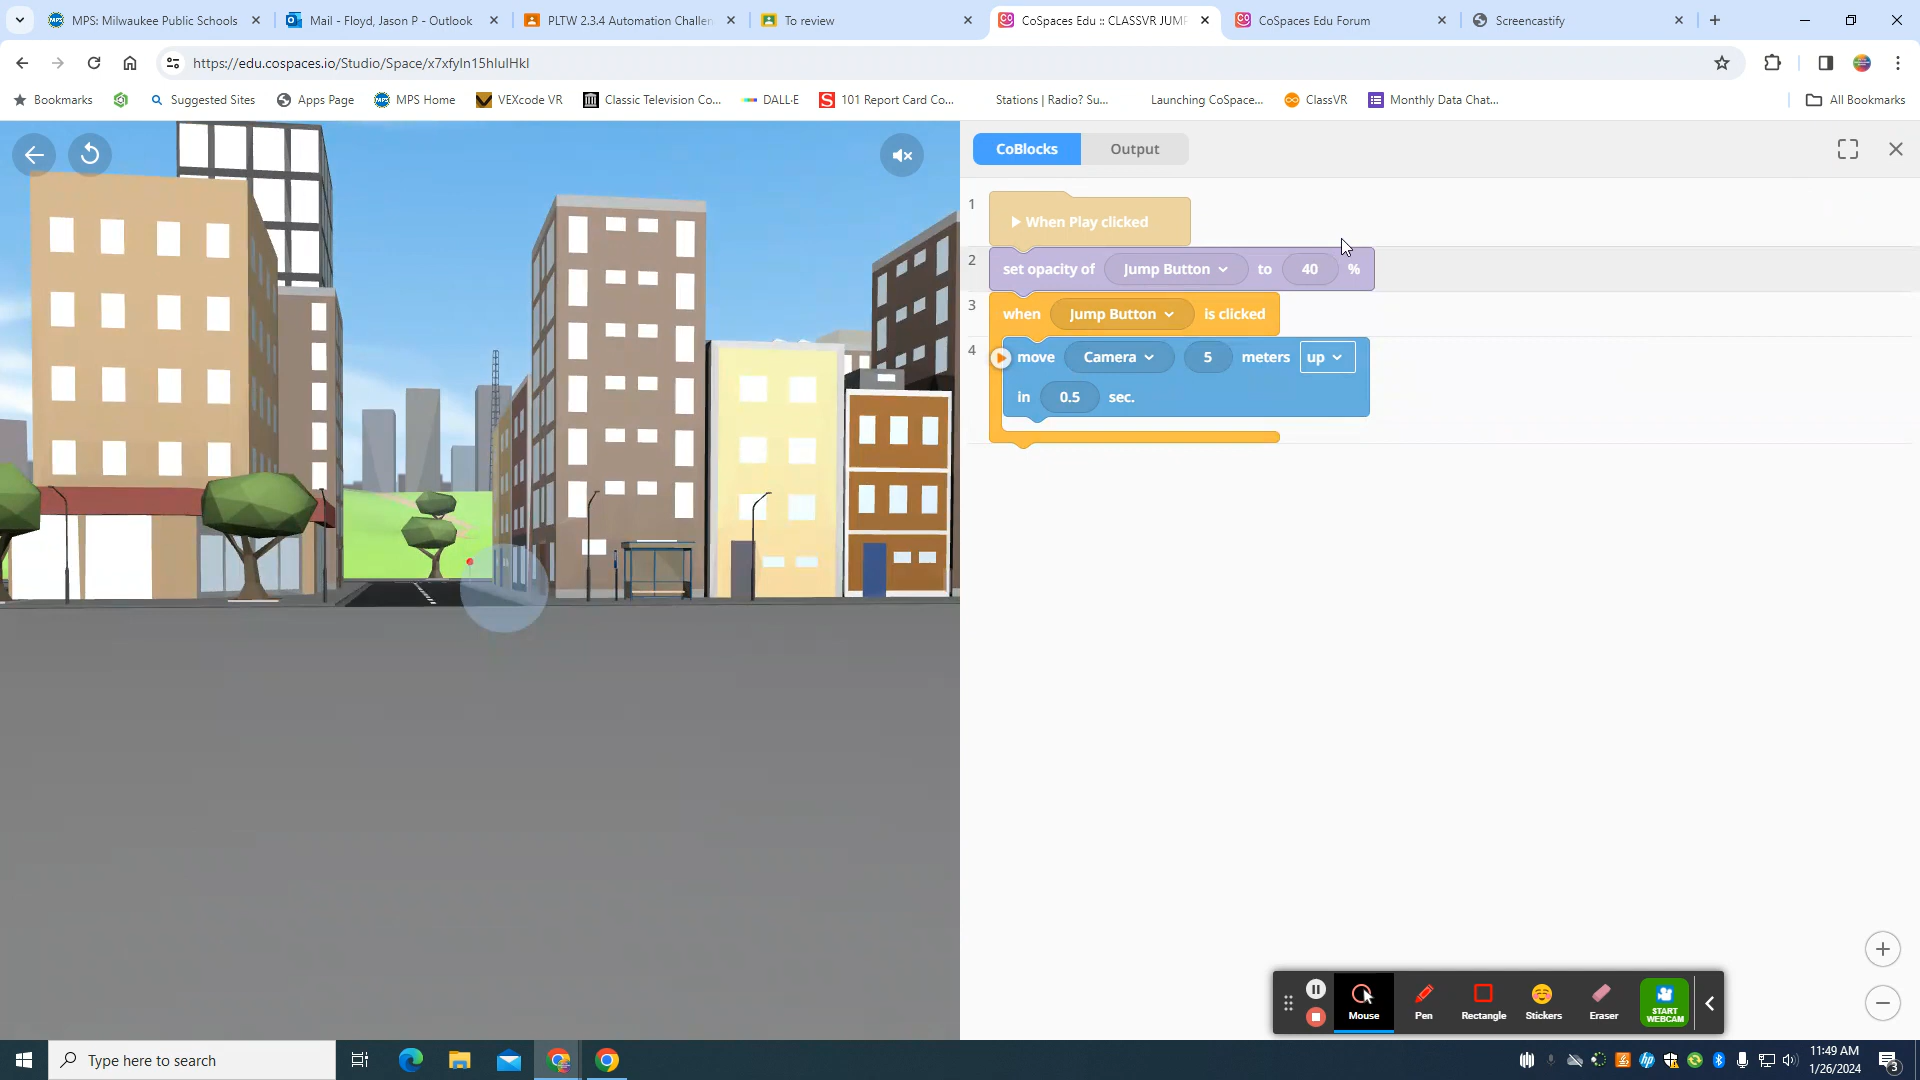 MPS: Milwaukee Public Schools
Mail - Floyd, Jason P - Outlook
PLTW 2.3.4 Automation Challen
To review
CoSpaces Edu :: CLASSVR JUMP
CoSpaces Edu Forum
Screencastify
https://edu.cospaces.io/Studio/Space/x7xfyln15hluIHkl
Bookmarks
Suggested Sites
Apps Page
MPS Home
VEXcode VR
Classic Television Co...
DALL·E
101 Report Card Co...
Stations | Radio? Su...
Launching CoSpace...
ClassVR
Monthly Data Chat...
All Bookmarks
CoBlocks
Output
1
When Play clicked
2
set opacity of Jump Button to 40 %
3
when Jump Button is clicked
4
move Camera 5 meters up
in 0.5 sec.
Mouse
Pen
Rectangle
Stickers
Eraser
START
WEBCAM
Type here to search
11:49 AM
1/26/2024
3